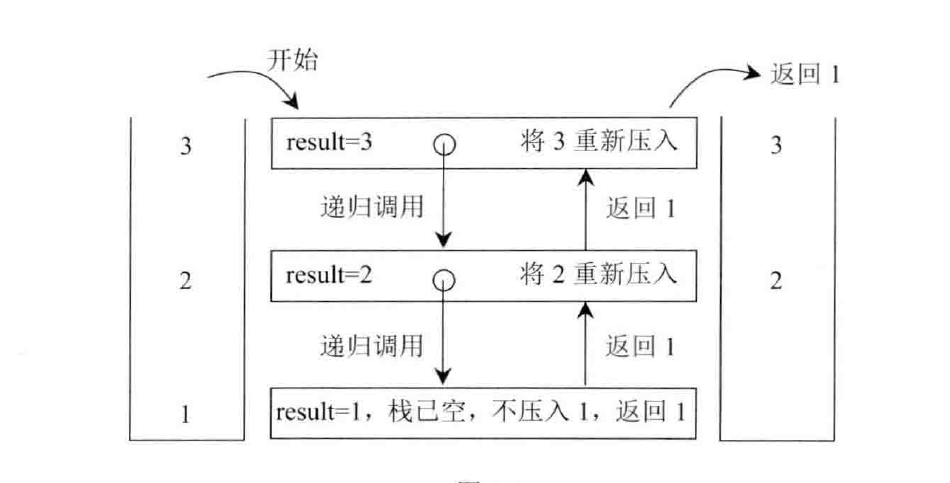 开始
返回 1
3
result=3
将 3 重新压入
3
递归调用
返回 1
2
result=2
将 2 重新压入
2
递归调用
返回 1
1
result=1，栈已空，不压入 1，返回 1